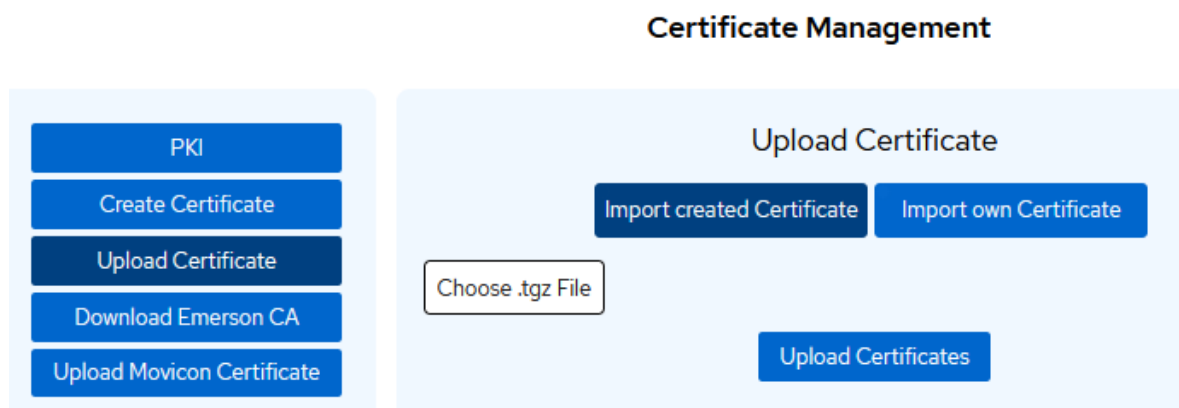 Certificate Management
PKI
Create Certificate
Upload Certificate
Download Emerson CA
Upload Movicon Certificate
Upload Certificate
Import created Certificate
Import own Certificate
Choose .tgz File
Upload Certificates